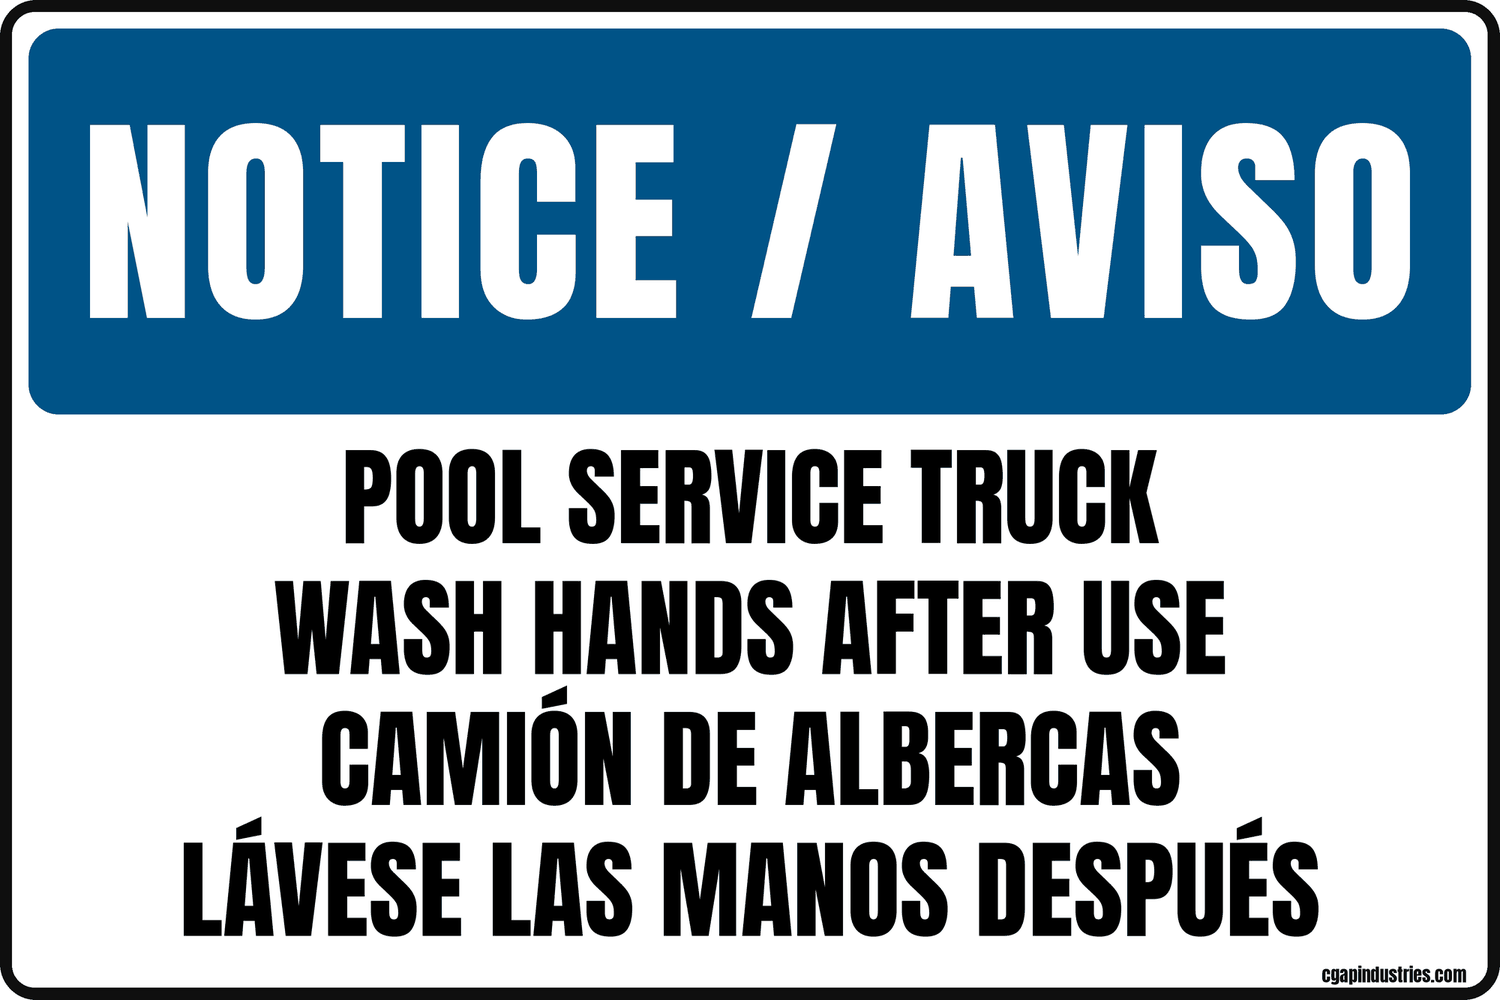 NOTICE / AVISO
POOL SERVICE TRUCK
WASH HANDS AFTER USE
CAMIÓN DE ALBERCAS
LÁVESE LAS MANOS DESPUÉS
cgapindustries.com